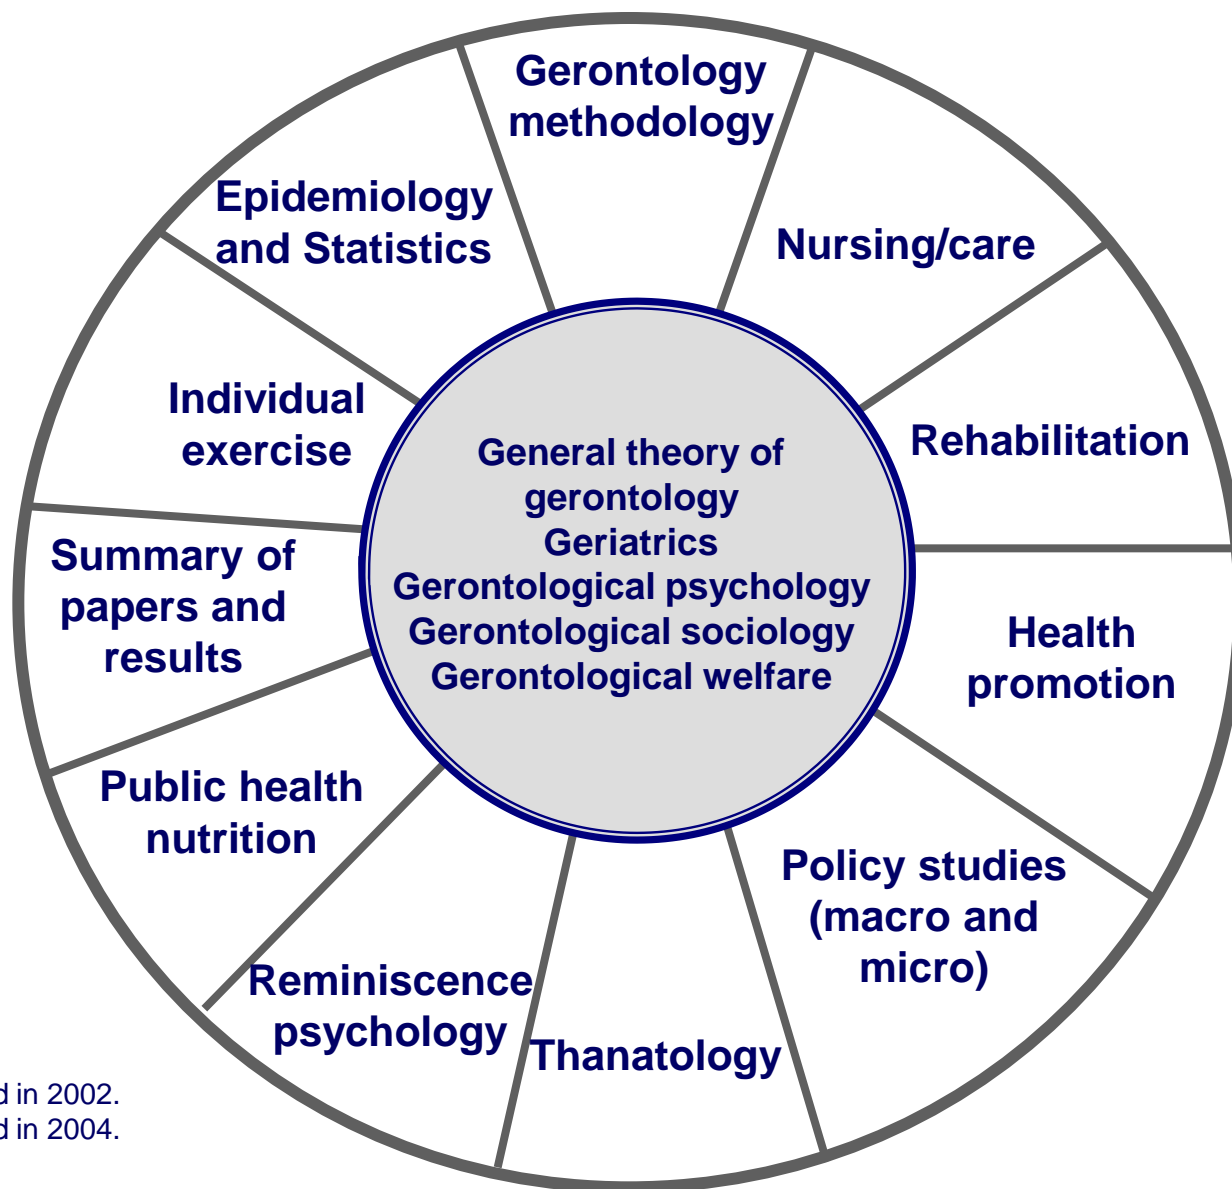 Gerontology
methodology
Epidemiology
and Statistics
Nursing/care
Individual
exercise
Rehabilitation
General theory of
gerontology
Geriatrics
Gerontological psychology
Gerontological sociology
Gerontological welfare
Summary of
papers and
results
Health
promotion
Public health
nutrition
Policy studies
(macro and
micro)
Reminiscence
psychology
Thanatology
d in 2002.
d in 2004.